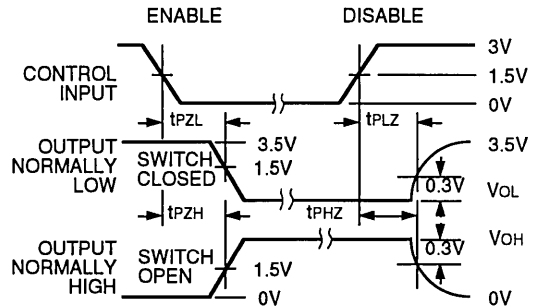 ENABLE DISABLE
3V
CONTROL INPUT 1.5V
0V
tPZL tPLZ
OUTPUT NORMALLY LOW
SWITCH CLOSED
3.5V
1.5V
3.5V
0.3V
VOL
tPZH tPHZ
OUTPUT NORMALLY HIGH
SWITCH OPEN
1.5V
0V
VOH
0.3V
0V